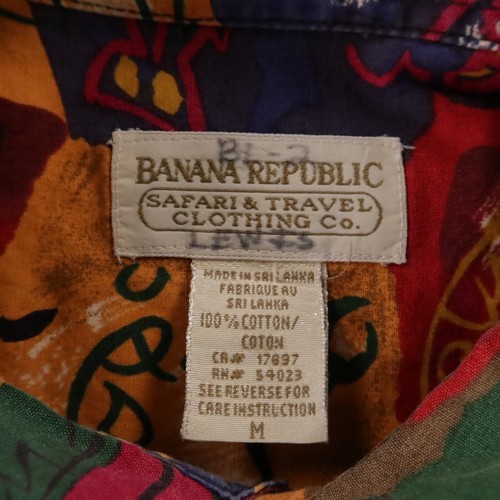 BANANA REPUBLIC
SAFARI & TRAVEL
CLOTHING Co.
MADE IN SRI LANKA
FABRIQUE AU
SRI LANKA
100% COTTON/
COTON
CA# 17897
RN# 54023
SEE REVERSE FOR
CARE INSTRUCTION
M